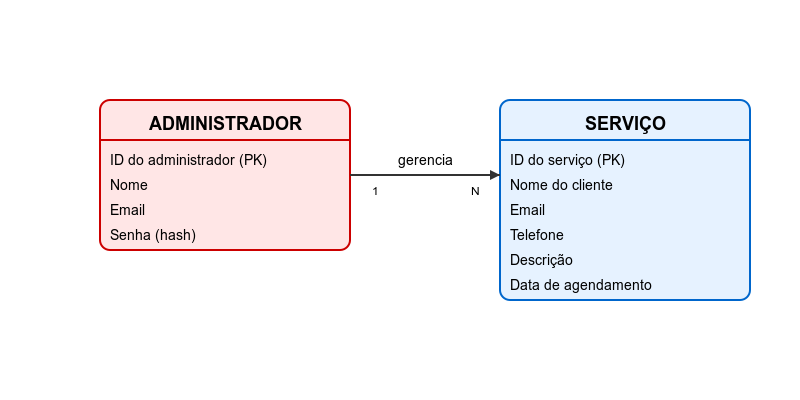 ADMINISTRADOR
ID do administrador (PK)
Nome
Email
Senha (hash)
gerencia
1
N
SERVIÇO
ID do serviço (PK)
Nome do cliente
Email
Telefone
Descrição
Data de agendamento